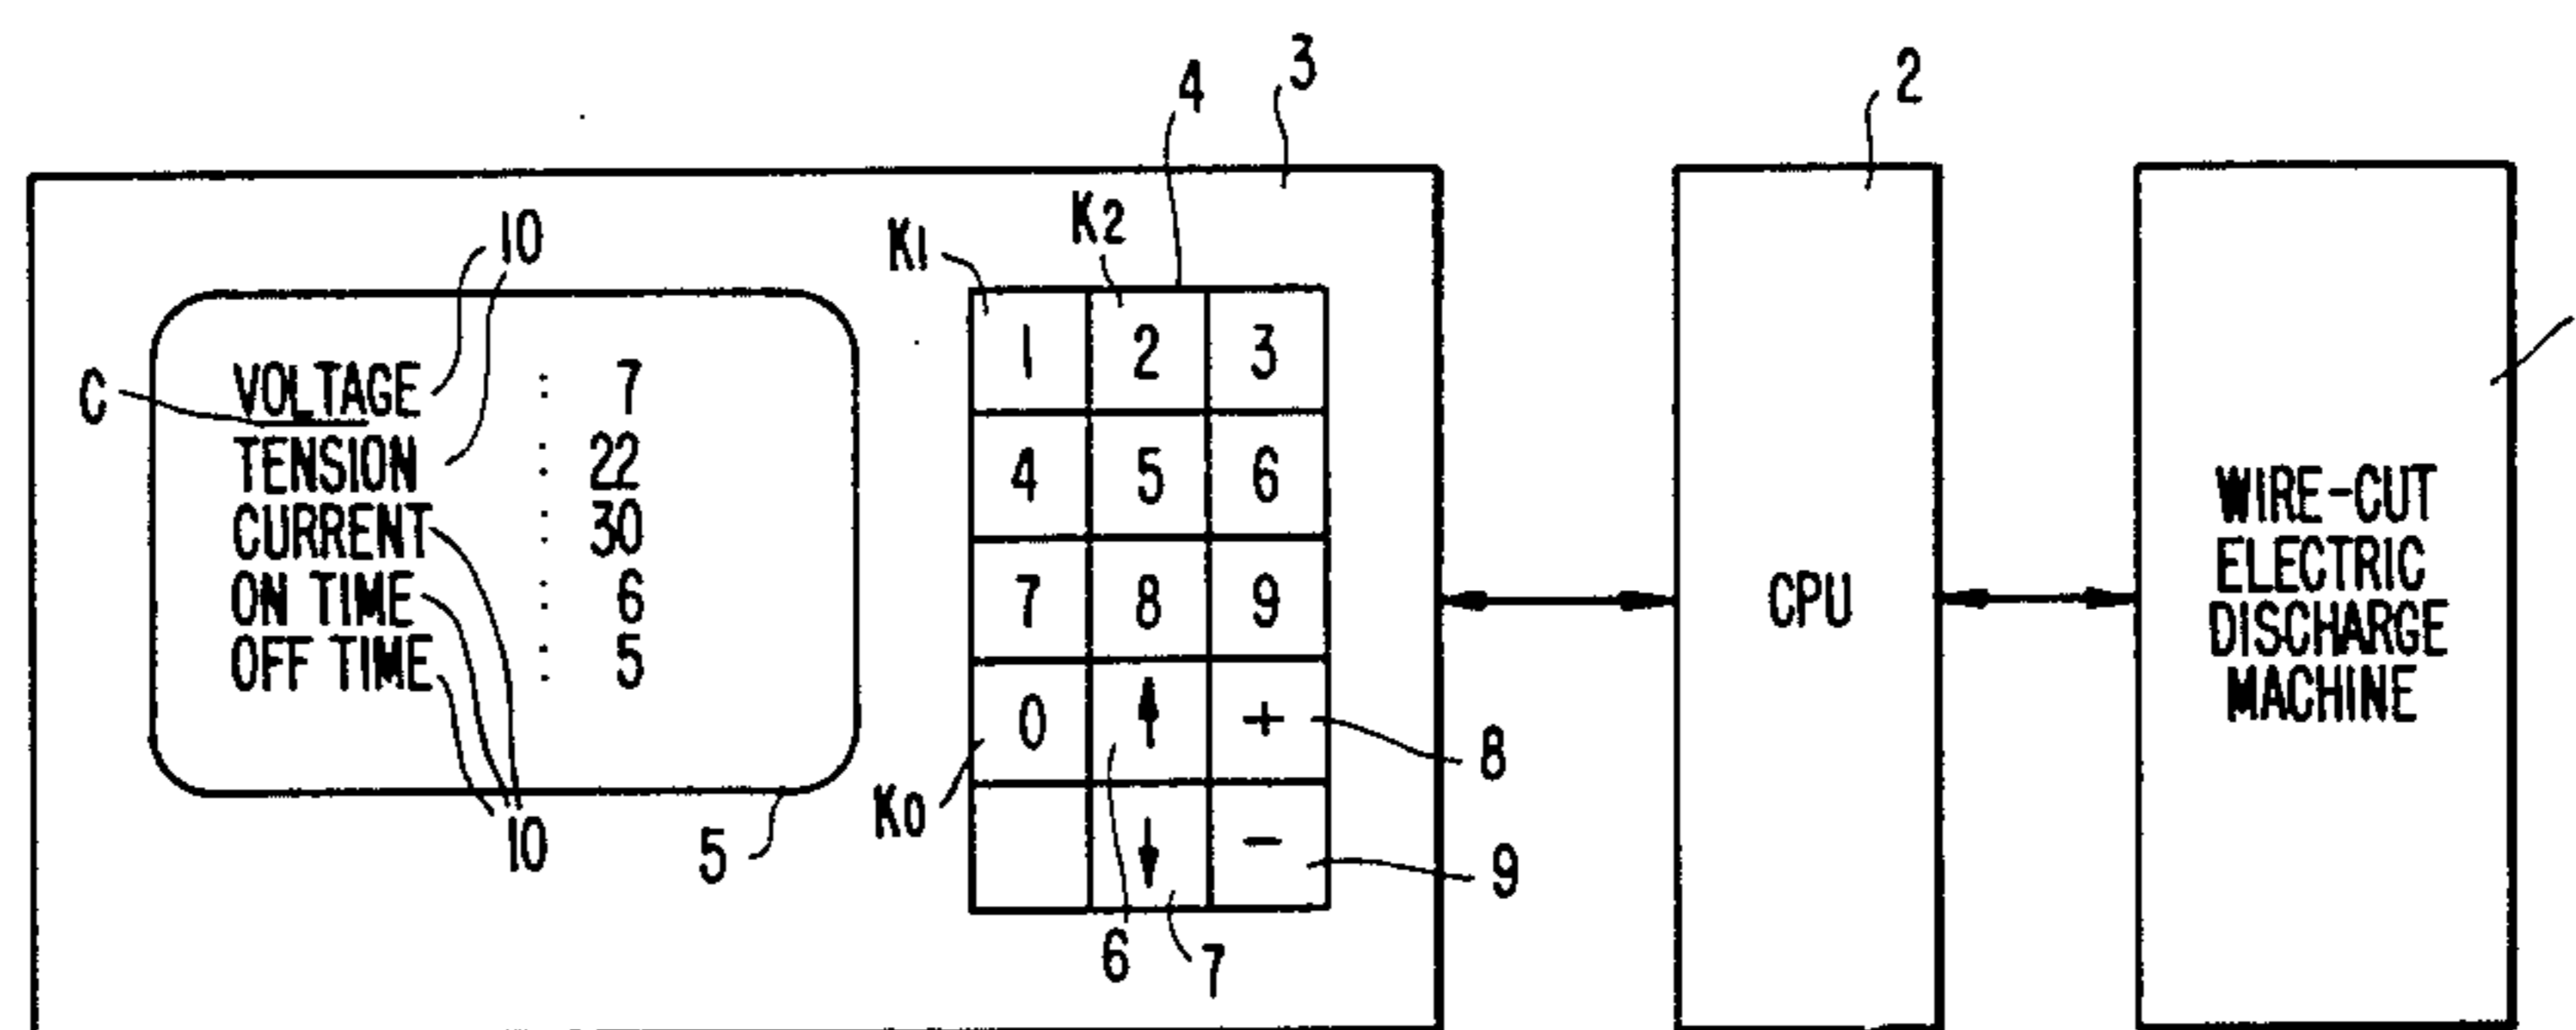 3
2
4
10
K1
K2
C
VOLTAGE : 7
TENSION : 22
CURRENT : 30
ON TIME : 6
OFF TIME : 5
10
5
1 2 3
4 5 6
7 8 9
0 ↑ +
↓ -
K0
8
9
6
7
CPU
WIRE-CUT
ELECTRIC
DISCHARGE
MACHINE